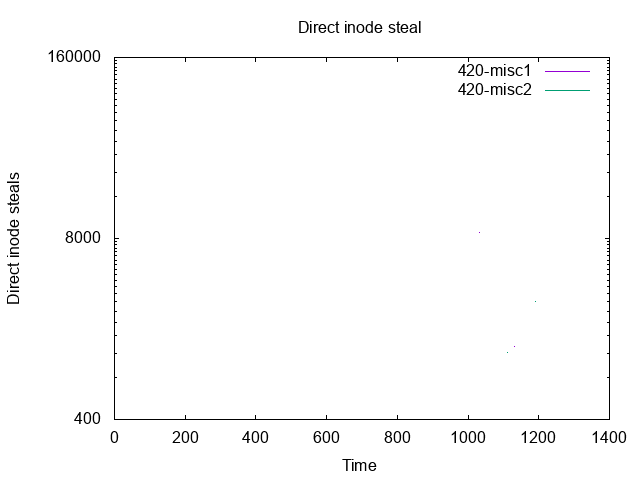 Direct inode steal
160000
420-misc1
420-misc2
Direct inode steals
8000
400
0 200 400 600 800 1000 1200 1400
Time